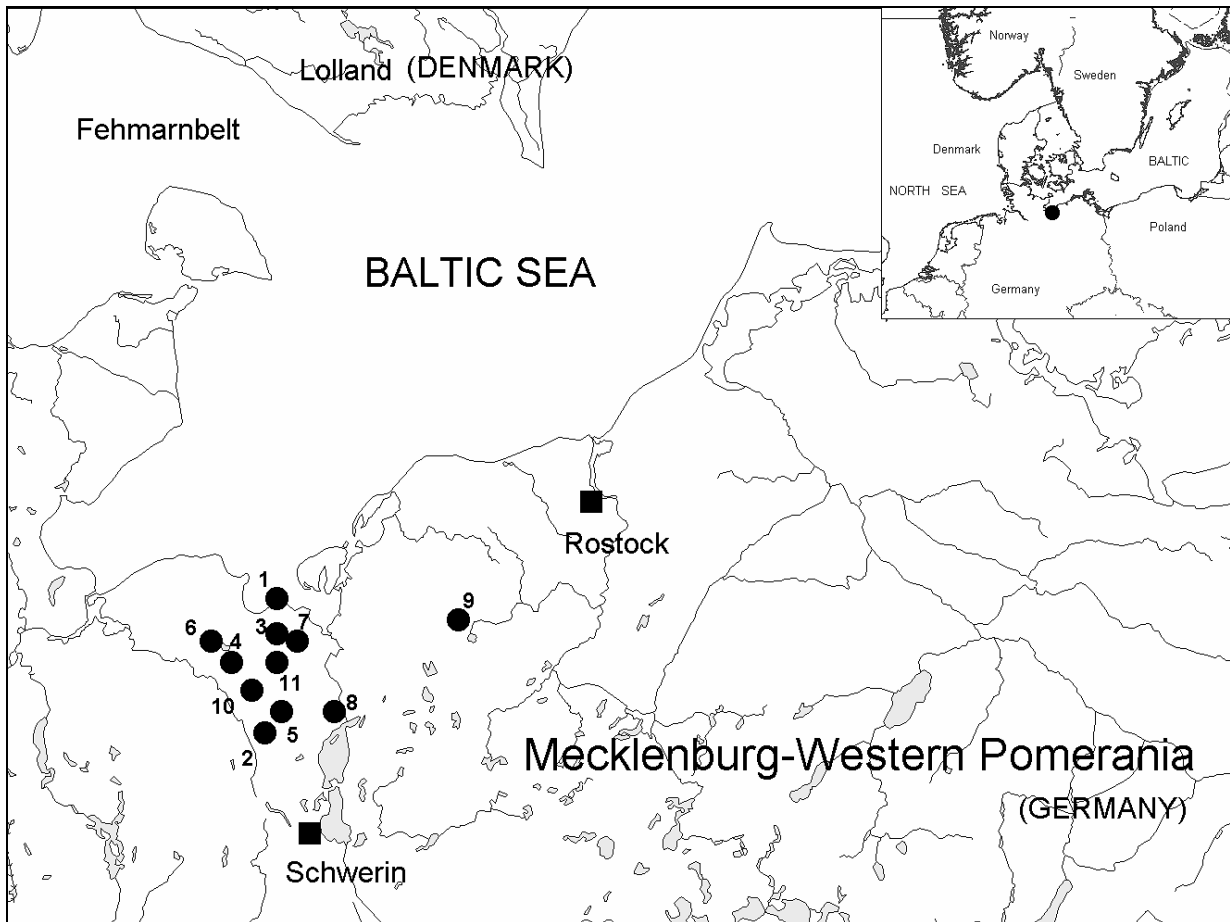 Lolland (DENMARK)
Fehmarnbelt
BALTIC SEA
Norway
Sweden
Denmark
BALTIC
NORTH SEA
Poland
Germany
Rostock
1
9
6
3
7
4
11
10
8
5
2
Mecklenburg-Western Pomerania
(GERMANY)
Schwerin